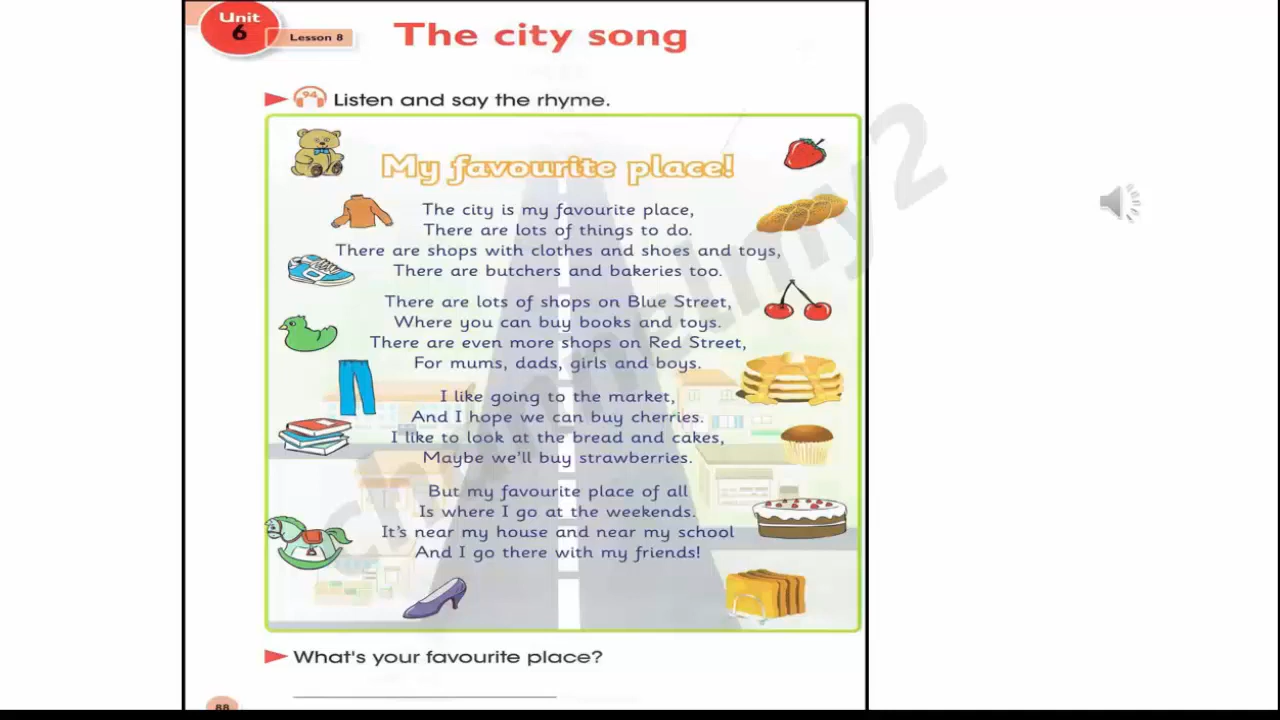 Unit
6
Lesson 8
The city song
94
Listen and say the rhyme.
My favourite place!
The city is my favourite place,
There are lots of things to do.
There are shops with clothes and shoes and toys,
There are butchers and bakeries too.
There are lots of shops on Blue Street,
Where you can buy books and toys.
There are even more shops on Red Street,
For mums, dads, girls and boys.
I like going to the market,
And I hope we can buy cherries.
I like to look at the bread and cakes,
Maybe we'll buy strawberries.
But my favourite place of all
Is where I go at the weekends.
It's near my house and near my school
And I go there with my friends!
What's your favourite place?
88